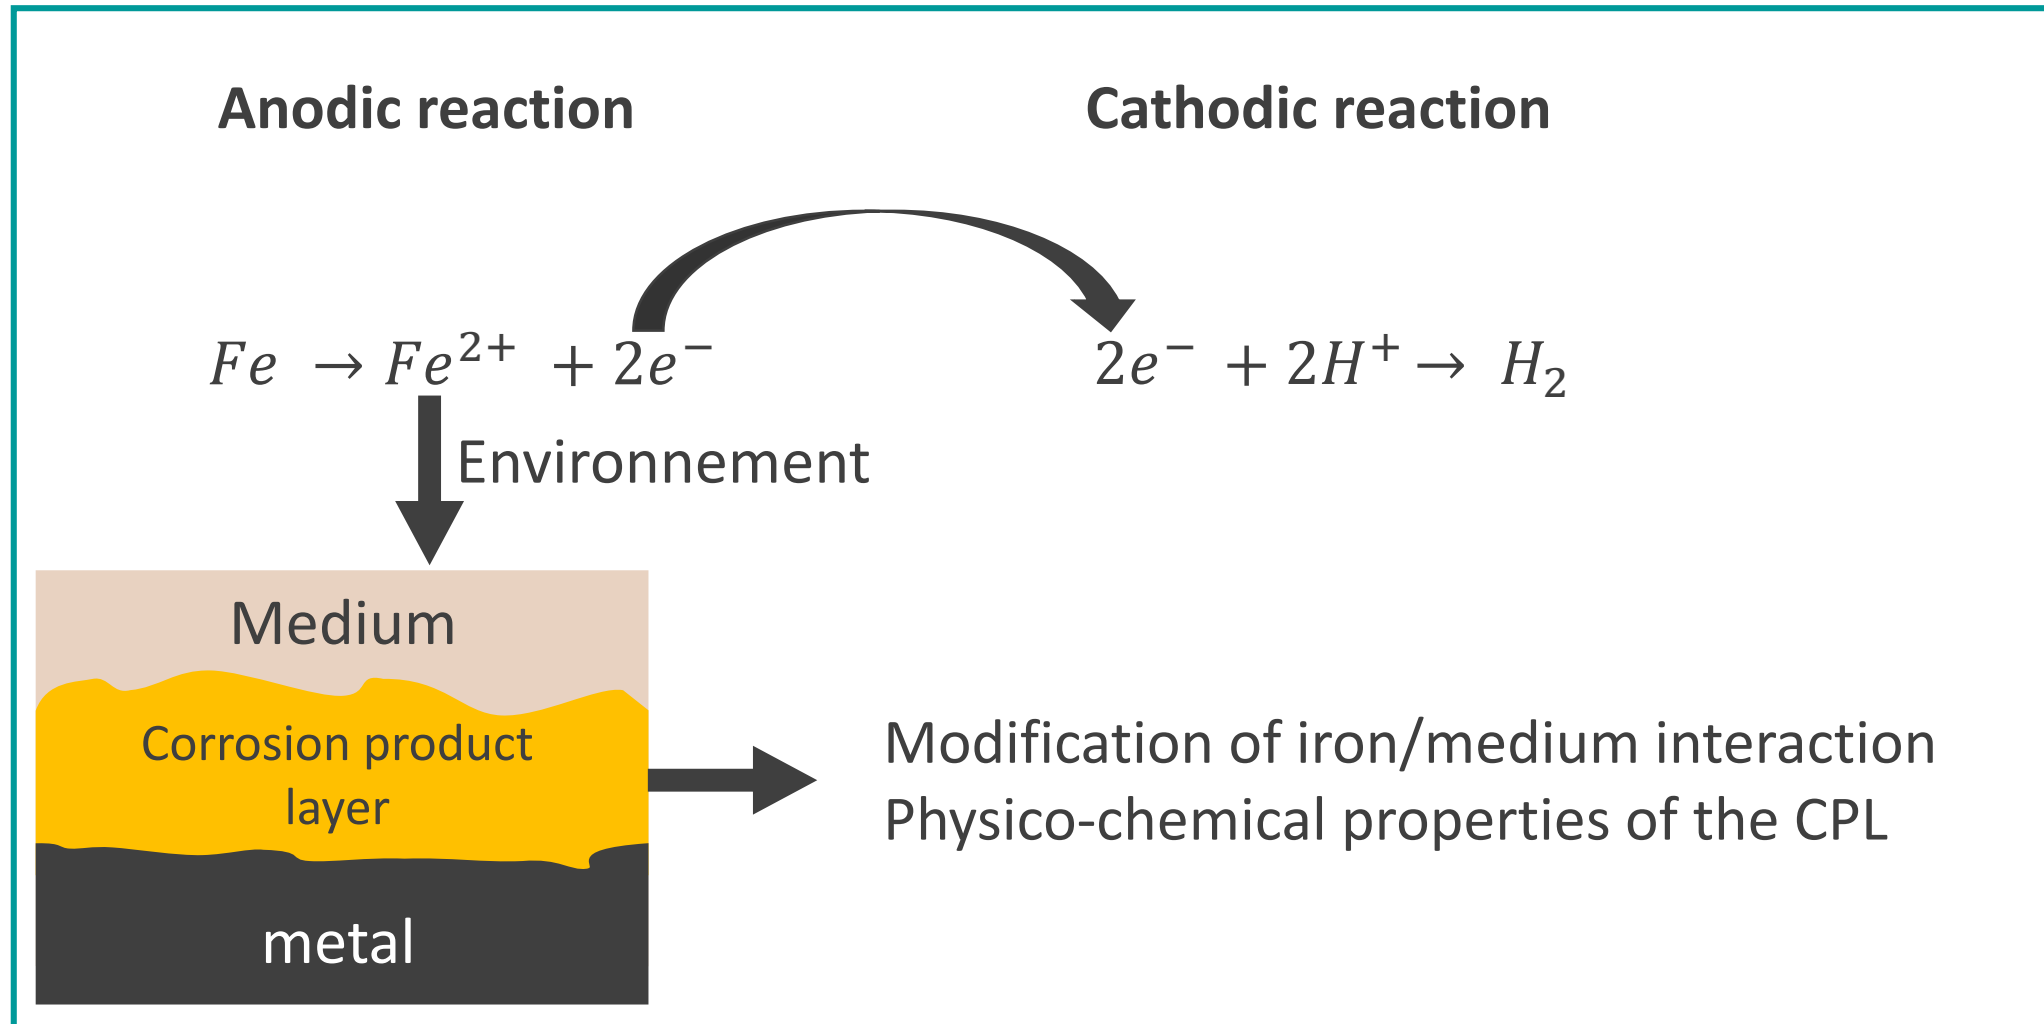 Anodic reaction
Cathodic reaction
Fe → Fe²⁺ + 2e⁻
2e⁻ + 2H⁺ → H₂
Environnement
Medium
Corrosion product
layer
metal
Modification of iron/medium interaction
Physico-chemical properties of the CPL